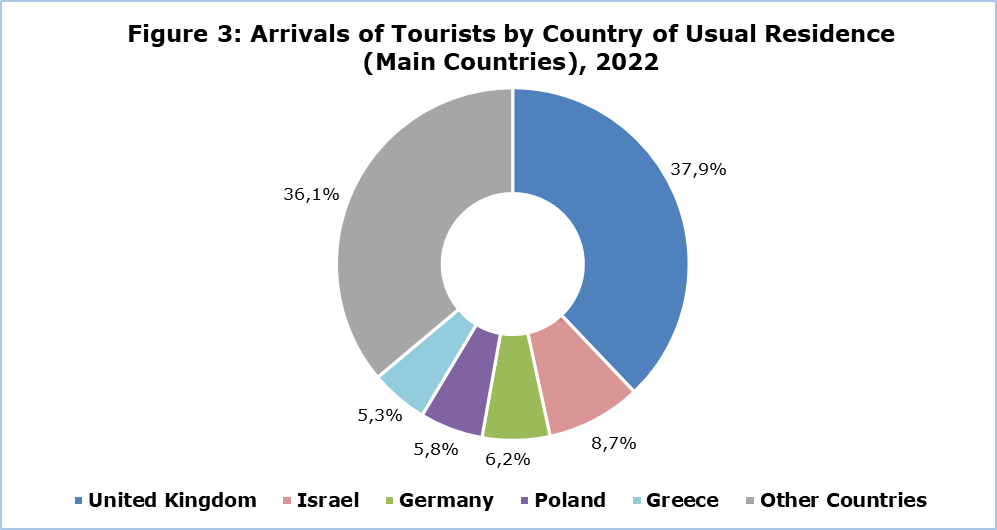 Figure 3: Arrivals of Tourists by Country of Usual Residence
(Main Countries), 2022
37,9%
36,1%
5,3%
5,8%
6,2%
8,7%
United Kingdom Israel Germany Poland Greece Other Countries